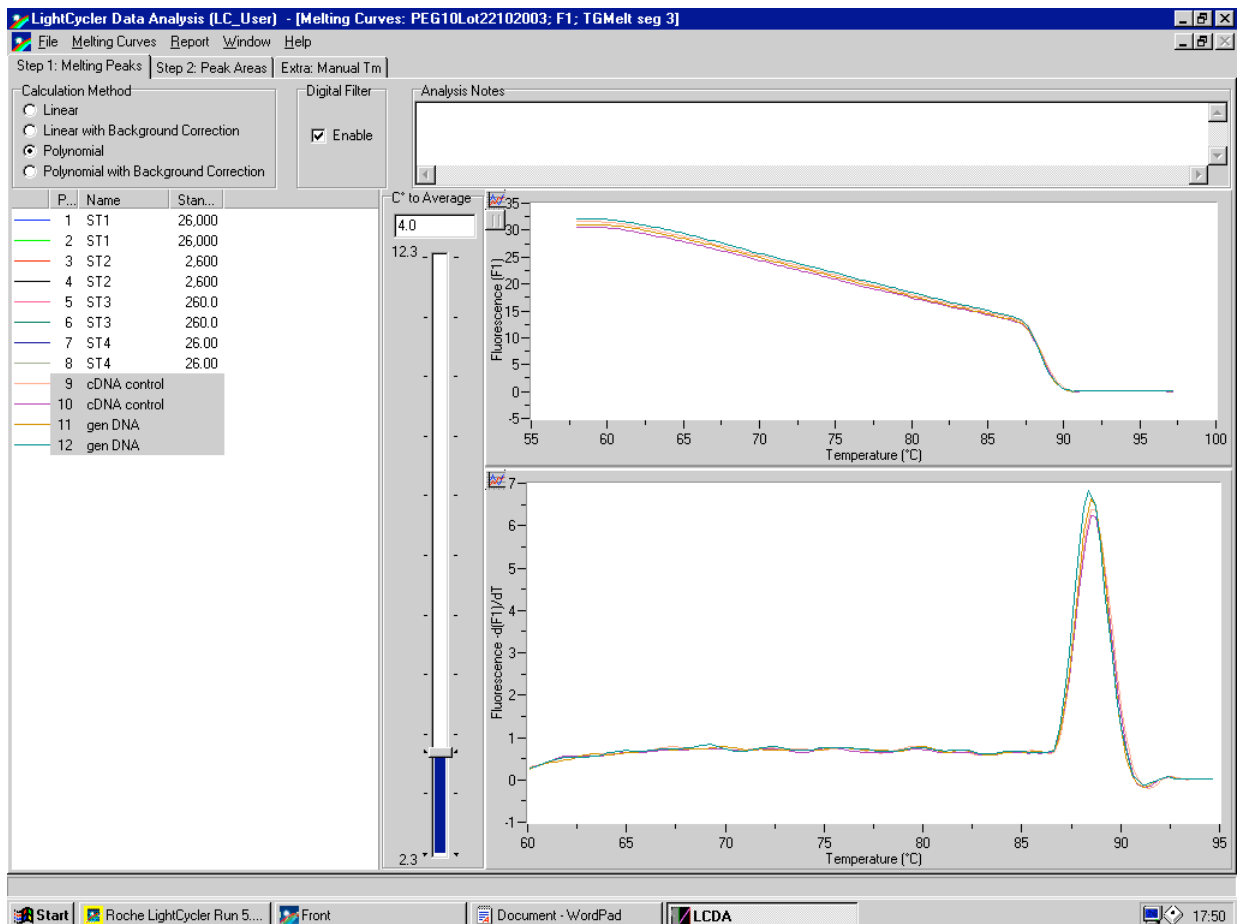 LightCycler Data Analysis (LC_User) - [Melting Curves: PEG10Lot22102003; F1; TGMelt seg 3]
File Melting Curves Report Window Help
Step 1: Melting Peaks Step 2: Peak Areas Extra: Manual Tm
Calculation Method
Linear
Linear with Background Correction
Polynomial
Polynomial with Background Correction
Digital Filter
Enable
Analysis Notes
P... Name Stan...
1 ST1 26,000
2 ST1 26,000
3 ST2 2,600
4 ST2 2,600
5 ST3 260.0
6 ST3 260.0
7 ST4 26.00
8 ST4 26.00
9 cDNA control
10 cDNA control
11 gen DNA
12 gen DNA
C° to Average
4.0
12.3
2.3
35
30
25
20
15
10
5
0
-5
Fluorescence (F1)
55 60 65 70 75 80 85 90 95 100
Temperature (°C)
7
6
5
4
3
2
1
0
-1
Fluorescence -d(F1)/dT
60 65 70 75 80 85 90 95
Temperature (°C)
Start Roche LightCycler Run 5.... Front Document - WordPad LCDA 17:50